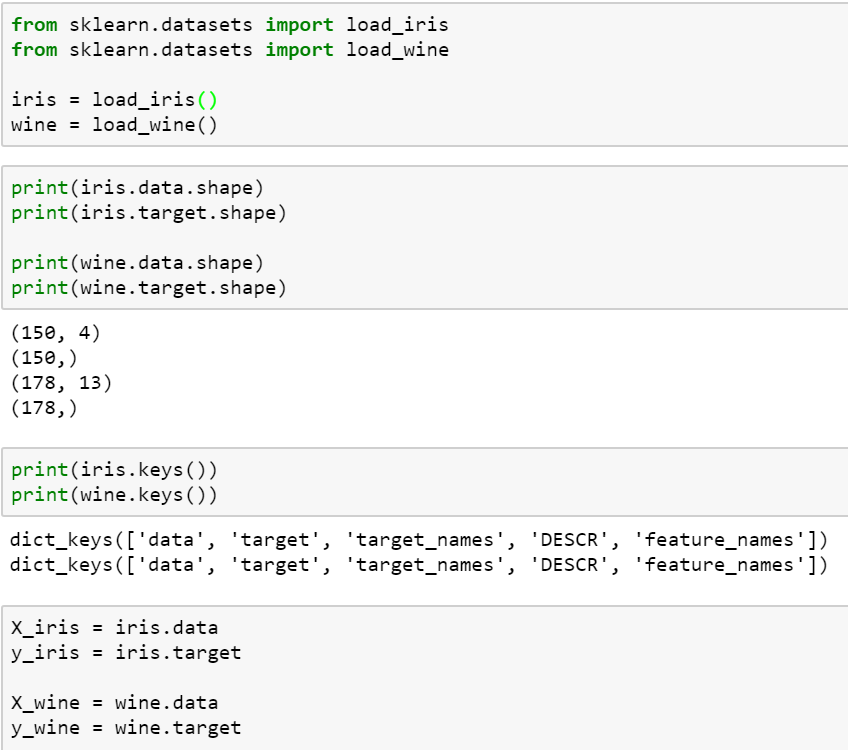 from sklearn.datasets import load_iris
from sklearn.datasets import load_wine
iris = load_iris()
wine = load_wine()
print(iris.data.shape)
print(iris.target.shape)
print(wine.data.shape)
print(wine.target.shape)
(150, 4)
(150,)
(178, 13)
(178,)
print(iris.keys())
print(wine.keys())
dict_keys(['data', 'target', 'target_names', 'DESCR', 'feature_names'])
dict_keys(['data', 'target', 'target_names', 'DESCR', 'feature_names'])
X_iris = iris.data
y_iris = iris.target
X_wine = wine.data
y_wine = wine.target